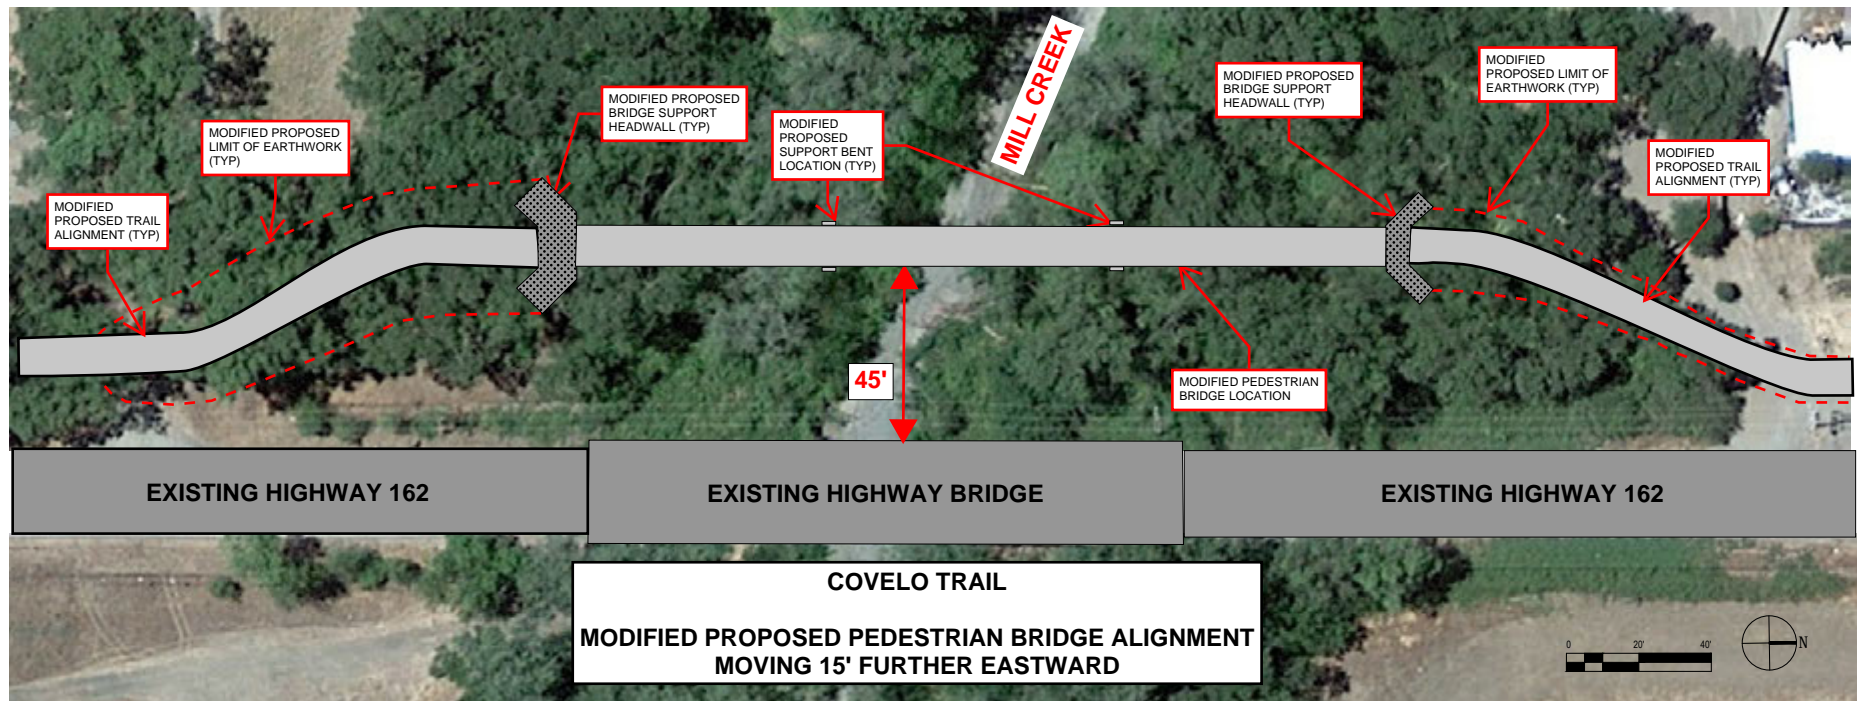 MILL CREEK
MODIFIED PROPOSED
LIMIT OF EARTHWORK
(TYP)
MODIFIED PROPOSED
BRIDGE SUPPORT
HEADWALL (TYP)
MODIFIED
PROPOSED
SUPPORT BENT
LOCATION (TYP)
MODIFIED PROPOSED
BRIDGE SUPPORT
HEADWALL (TYP)
MODIFIED
PROPOSED LIMIT OF
EARTHWORK (TYP)
MODIFIED
PROPOSED TRAIL
ALIGNMENT (TYP)
MODIFIED
PROPOSED TRAIL
ALIGNMENT (TYP)
45'
MODIFIED PEDESTRIAN
BRIDGE LOCATION
EXISTING HIGHWAY 162
EXISTING HIGHWAY BRIDGE
EXISTING HIGHWAY 162
COVELO TRAIL
MODIFIED PROPOSED PEDESTRIAN BRIDGE ALIGNMENT
MOVING 15' FURTHER EASTWARD
0 20' 40'
N